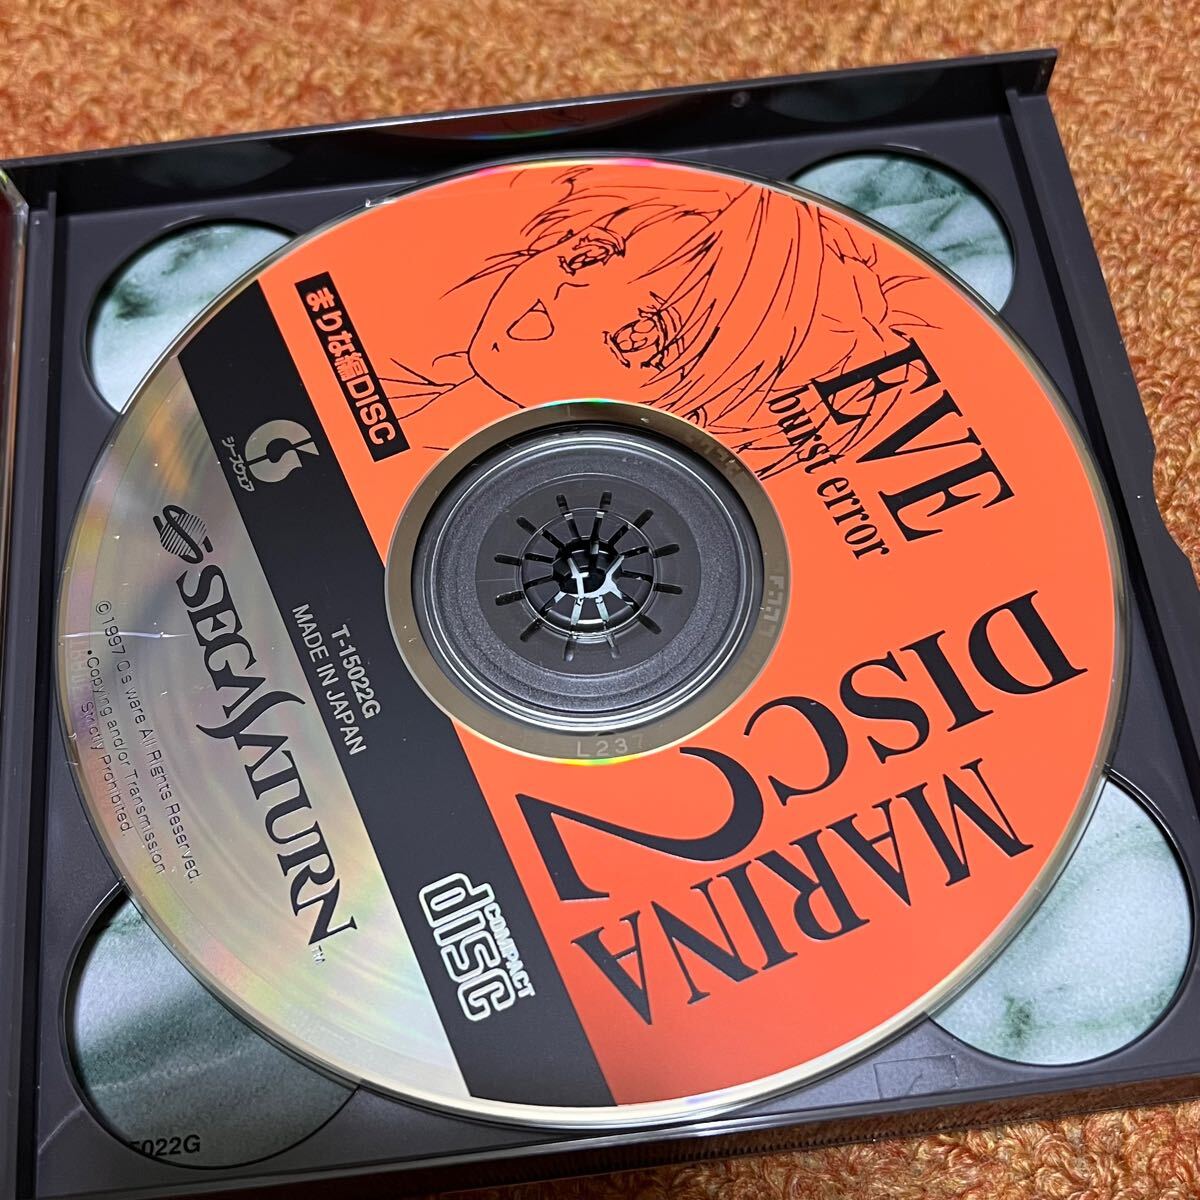 EVE
burst error
DISC 2
MARINA
まりな編DISC
シーズウェア
SEGA SATURN™
T-15022G
MADE IN JAPAN
©1997 C's ware All Rights Reserved.
•Copying and/or Transmission
Strictly Prohibited.
COMPACT
disc
L237
5022G